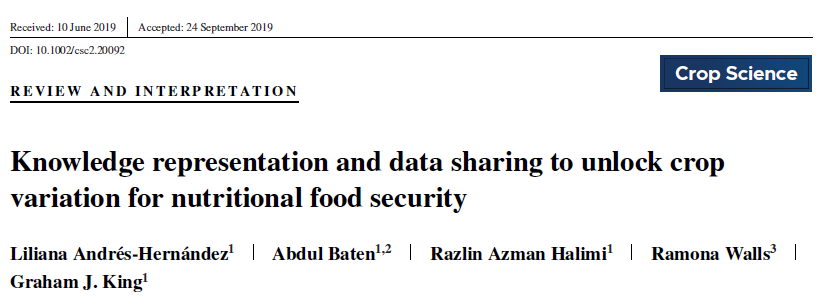 Received: 10 June 2019 | Accepted: 24 September 2019
DOI: 10.1002/csc2.20092
Crop Science
REVIEW AND INTERPRETATION
Knowledge representation and data sharing to unlock crop
variation for nutritional food security
Liliana Andrés-Hernández1 | Abdul Baten1,2 | Razlin Azman Halimi1 | Ramona Walls3 |
Graham J. King1